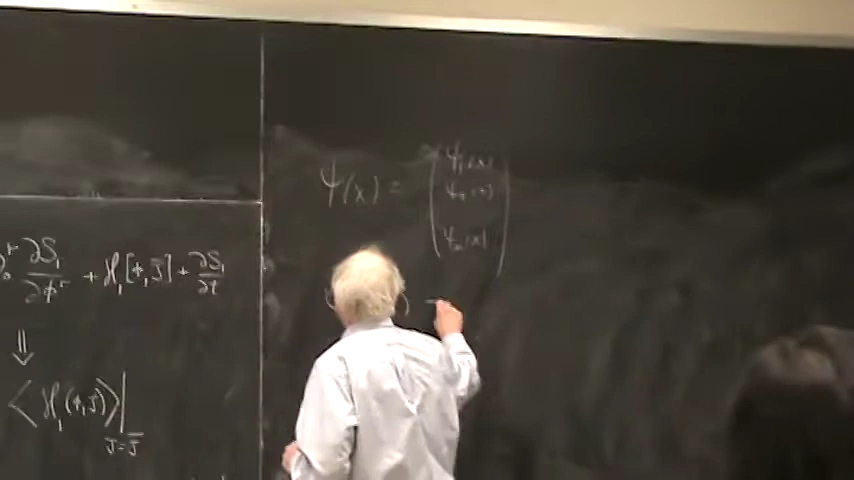 ∂S₁/∂ϕ + ℋ₁[ϕ,J] + ∂S₁/∂t
⇓
⟨ℋ₁(ϕ,J)⟩|_{J=J̄}
Ψ(x) = (ψ₁(x)
ψ₂(x)
ψₙ(x))